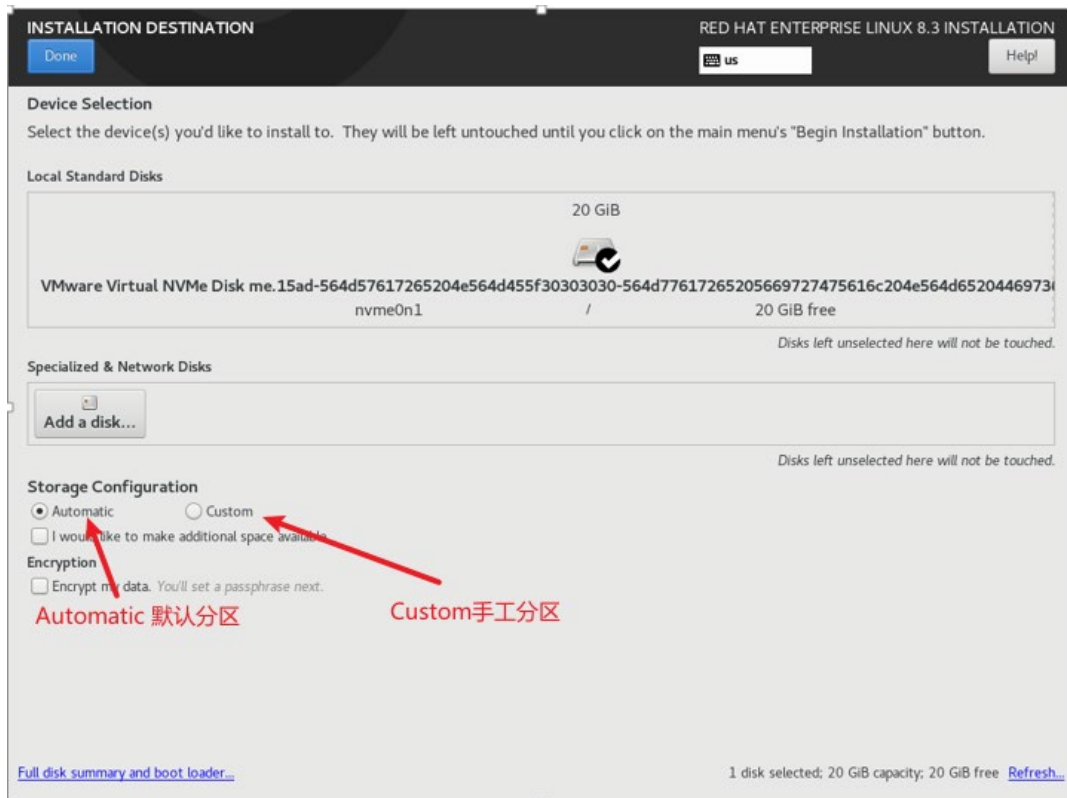 INSTALLATION DESTINATION
RED HAT ENTERPRISE LINUX 8.3 INSTALLATION
Done
us
Help!
Device Selection
Select the device(s) you'd like to install to. They will be left untouched until you click on the main menu's "Begin Installation" button.
Local Standard Disks
20 GiB
VMware Virtual NVMe Disk me.15ad-564d57617265204e564d455f30303030-564d77617265205669727475616c204e564d6520446973
nvme0n1 / 20 GiB free
Disks left unselected here will not be touched.
Specialized & Network Disks
Add a disk...
Disks left unselected here will not be touched.
Storage Configuration
Automatic Custom
I would like to make additional space available.
Encryption
Encrypt my data. You'll set a passphrase next.
Automatic 默认分区
Custom手工分区
Full disk summary and boot loader...
1 disk selected; 20 GiB capacity; 20 GiB free Refresh...